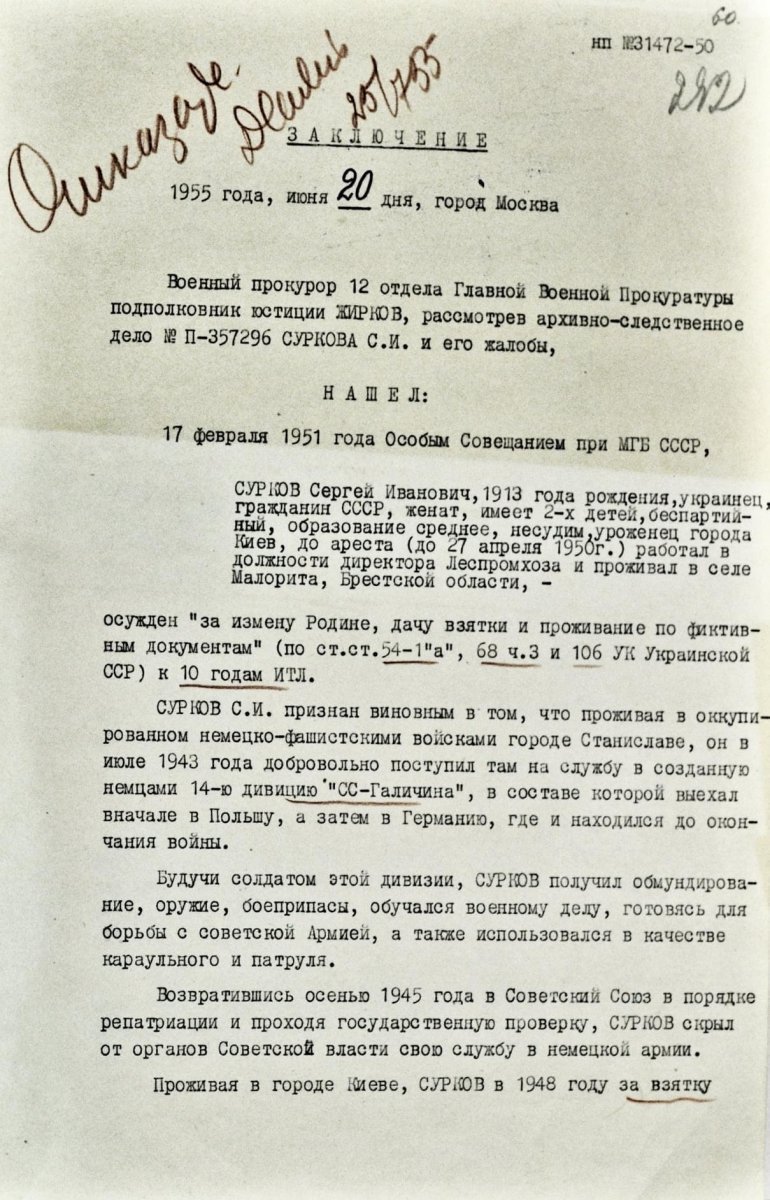 60.
нп №31472-50
242
Отказать.
25/755
ЗАКЛЮЧЕНИЕ
1955 года, июня 20 дня, город Москва
Военный прокурор 12 отдела Главной Военной Прокуратуры
подполковник юстиции ЖИРКОВ, рассмотрев архивно-следственное
дело № П-357296 СУРКОВА С.И. и его жалобы,
НАШЕЛ:
17 февраля 1951 года Особым Совещанием при МГБ СССР,
СУРКОВ Сергей Иванович, 1913 года рождения, украинец,
гражданин СССР, женат, имеет 2-х детей, беспартий-
ный, образование среднее, несудим, уроженец города
Киев, до ареста (до 27 апреля 1950г.) работал в
должности директора Леспромхоза и проживал в селе
Малорита, Брестской области, -
осужден "за измену Родине, дачу взятки и проживание по фиктив-
ным документам" (по ст.ст.54-1"а", 68 ч.3 и 106 УК Украинской
ССР) к 10 годам ИТЛ.
СУРКОВ С.И. признан виновным в том, что проживая в оккупи-
рованном немецко-фашистскими войсками городе Станиславе, он в
июле 1943 года добровольно поступил там на службу в созданную
немцами 14-ю дивицию "СС-Галичина", в составе которой выехал
вначале в Польшу, а затем в Германию, где и находился до окон-
чания войны.
Будучи солдатом этой дивизии, СУРКОВ получил обмундирова-
ние, оружие, боеприпасы, обучался военному делу, готовясь для
борьбы с советской Армией, а также использовался в качестве
караульного и патруля.
Возвратившись осенью 1945 года в Советский Союз в порядке
репатриации и проходя государственную проверку, СУРКОВ скрыл
от органов Советской власти свою службу в немецкой армии.
Проживая в городе Киеве, СУРКОВ в 1948 году за взятку